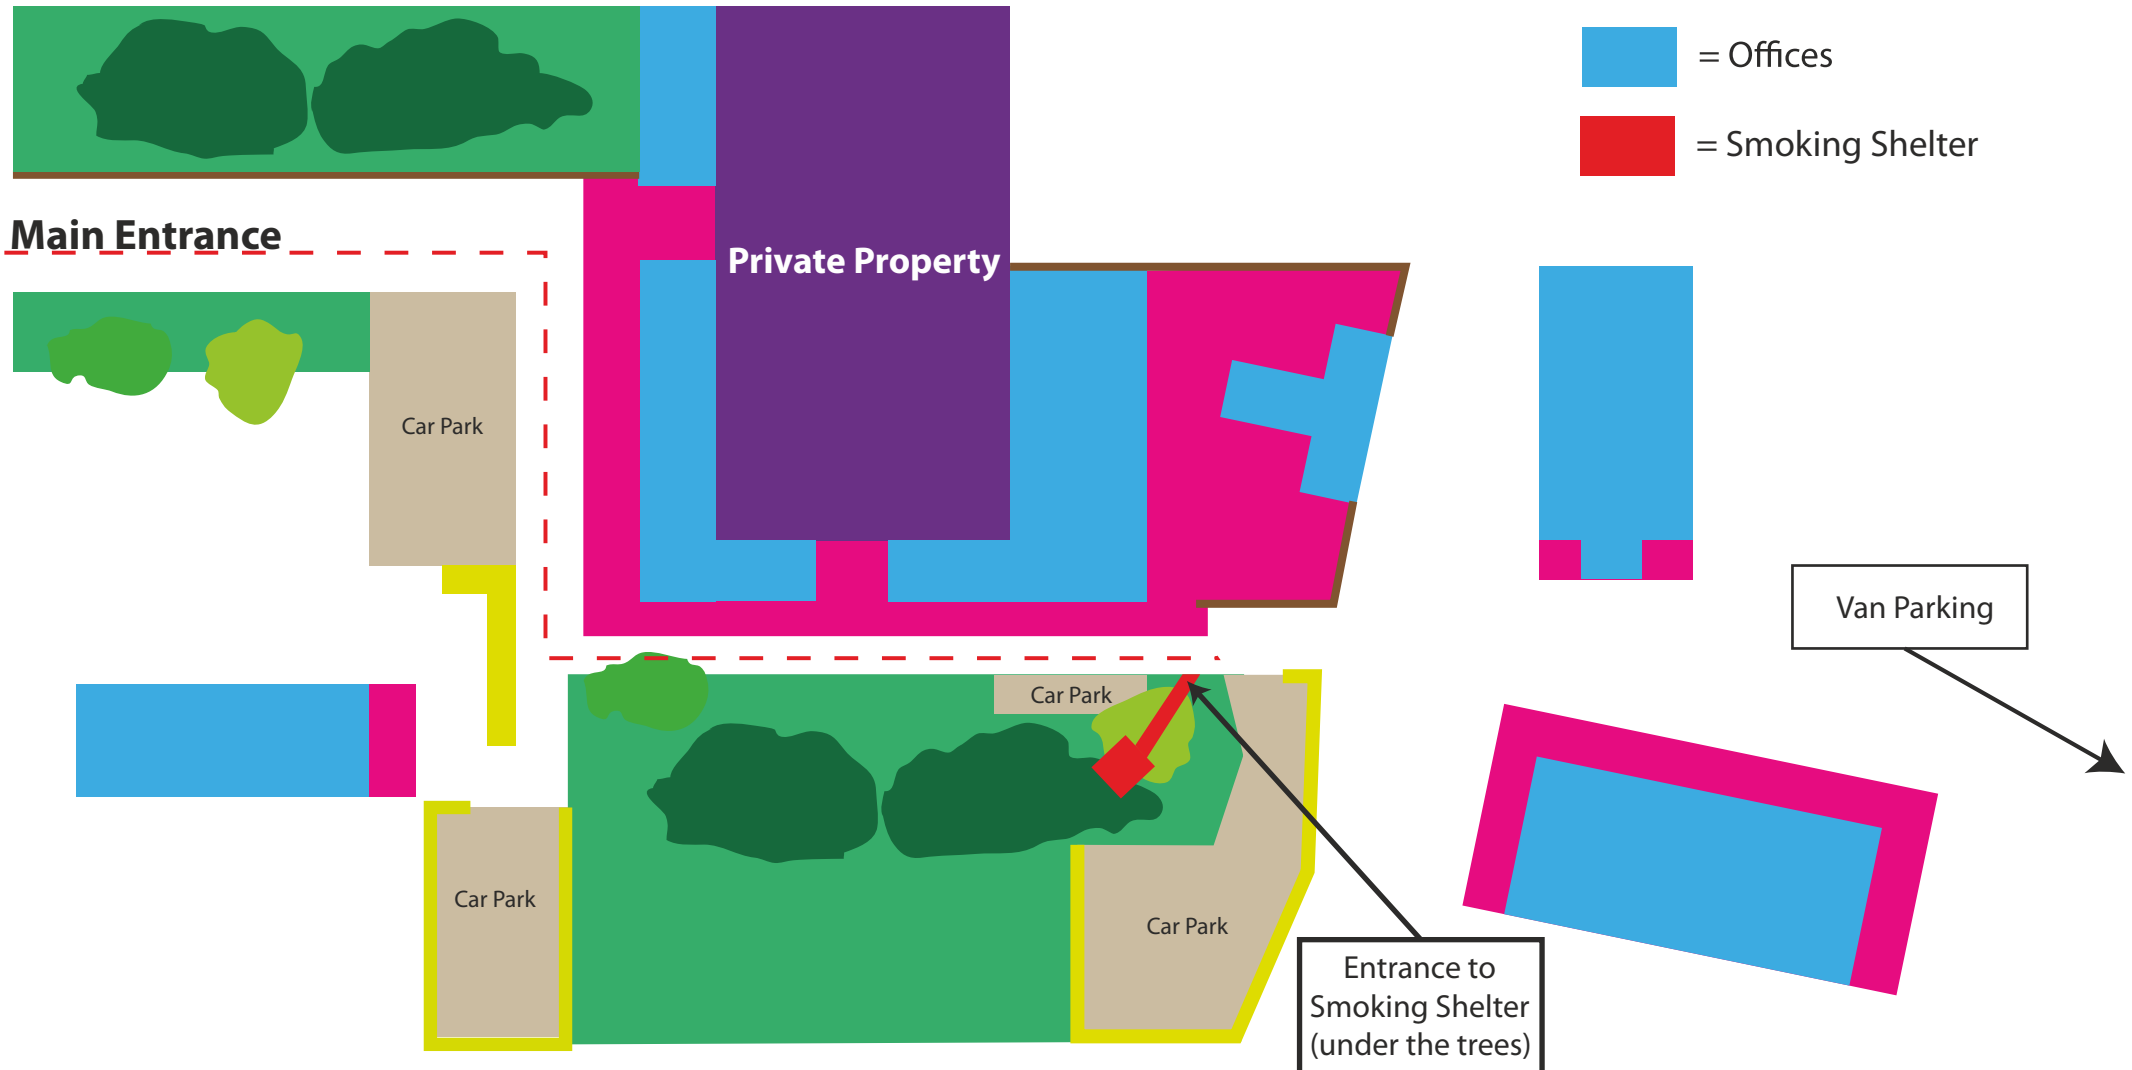 = Offices
= Smoking Shelter
Main Entrance
Private Property
Car Park
Van Parking
Car Park
Car Park
Car Park
Entrance to
Smoking Shelter
(under the trees)